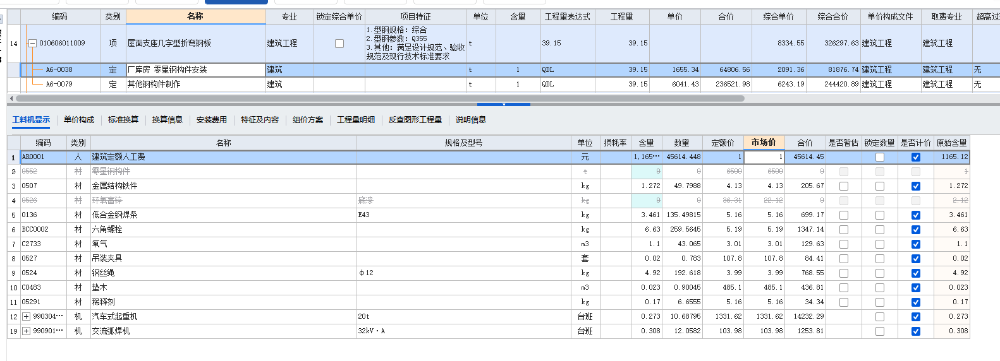 编码 类别 名称 专业 锁定综合单价 项目特征 单位 含量 工程量表达式 工程量 单价 合价 综合单价 综合合价 单价构成文件 取费专业 超高过
14 010606011009 项 屋面支座几字型折弯钢板 建筑工程 1.型钢规格：综合 t 39.15 39.15 8334.55 326297.63 建筑工程 建筑工程
2.型钢参数：Q355
3.其他：满足设计规范、验收
规范及现行技术标准要求
A6-0038 定 厂库房 零星钢构件安装 建筑 t 1 QDL 39.15 1655.34 64806.56 2091.36 81876.74 建筑工程 建筑工程 无
A6-0079 定 其他钢构件制作 建筑 t 1 QDL 39.15 6041.43 236521.98 6243.19 244420.89 建筑工程 建筑工程 无
工料机显示 单价构成 标准换算 换算信息 安装费用 特征及内容 组价方案 工程量明细 反查图形工程量 说明信息
编码 类别 名称 规格及型号 单位 损耗率 含量 数量 定额价 市场价 合价 是否暂估 锁定数量 是否计价 原始含量
1 AR0001 人 建筑定额人工费 元 1,165… 45614.448 1 1 45614.45 1165.12
2 0552 材 零星钢构件 t 0 0 6500 6500 0 1
3 0507 材 金属结构铁件 kg 1.272 49.7988 4.13 4.13 205.67 1.272
4 0526 材 环氧富锌 底漆 kg 0 0 36.31 22.12 0 2.12
5 0136 材 低合金钢焊条 E43 kg 3.461 135.49815 5.16 5.16 699.17 3.461
6 BCC0002 材 六角螺栓 kg 6.63 259.5645 5.19 5.19 1347.14 6.63
7 C2733 材 氧气 m3 1.1 43.065 3.01 3.01 129.63 1.1
8 0527 材 吊装夹具 套 0.02 0.783 107.8 107.8 84.41 0.02
9 0524 材 钢丝绳 φ12 kg 4.92 192.618 3.99 3.99 768.55 4.92
10 C0483 材 垫木 m3 0.023 0.90045 485.1 485.1 436.81 0.023
11 05291 材 稀释剂 kg 0.17 6.6555 5.16 5.16 34.34 0.17
12 990304… 机 汽车式起重机 20t 台班 0.273 10.68795 1331.62 1331.62 14232.29 0.273
19 990901… 机 交流弧焊机 32kV·A 台班 0.308 12.0582 103.98 103.98 1253.81 0.308